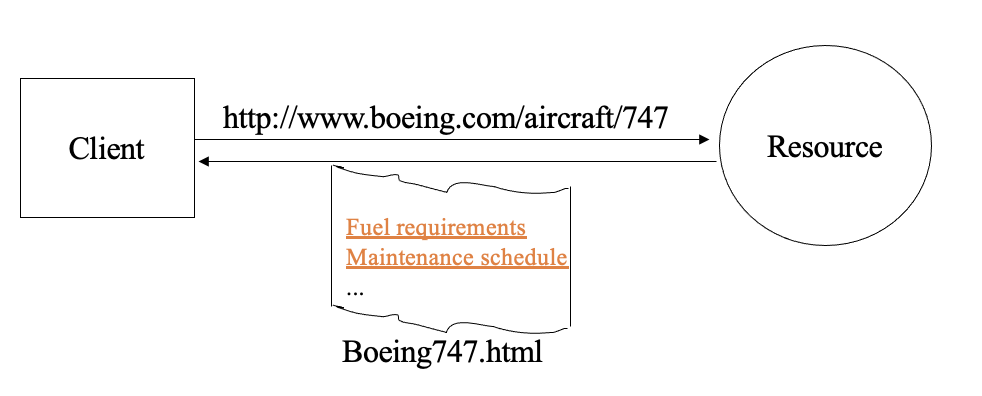 http://www.boeing.com/aircraft/747
Client
Resource
Fuel requirements
Maintenance schedule
...
Boeing747.html